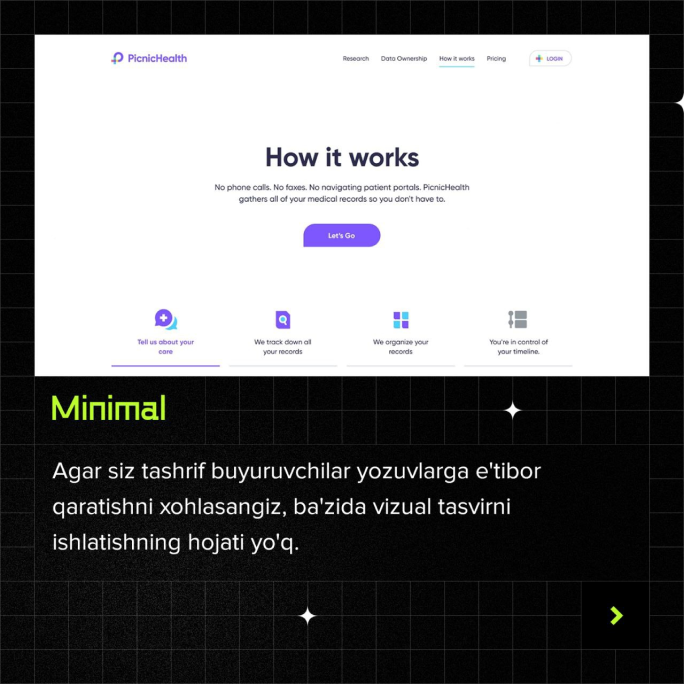 PicnicHealth
Research Data Ownership How it works Pricing LOGIN
How it works
No phone calls. No faxes. No navigating patient portals. PicnicHealth
gathers all of your medical records so you don't have to.
Let's Go
Tell us about your
care
We track down all
your records
We organize your
records
You're in control of
your timeline.
Minimal
Agar siz tashrif buyuruvchilar yozuvlarga e'tibor
qaratishni xohlasangiz, ba'zida vizual tasvirni
ishlatishning hojati yo'q.